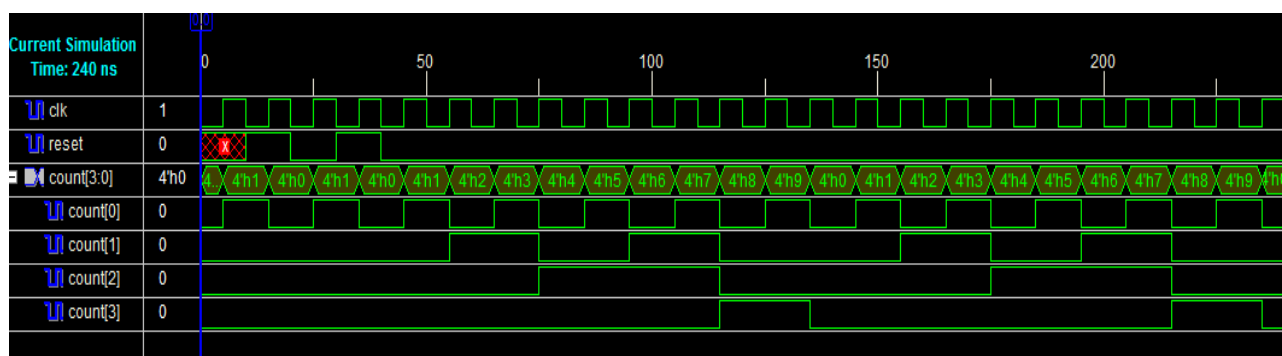 0.0
Current Simulation
Time: 240 ns
0 50 100 150 200
clk 1
reset 0 X
count[3:0] 4'h0 4... 4'h1 4'h0 4'h1 4'h0 4'h1 4'h2 4'h3 4'h4 4'h5 4'h6 4'h7 4'h8 4'h9 4'h0 4'h1 4'h2 4'h3 4'h4 4'h5 4'h6 4'h7 4'h8 4'h9
count[0] 0
count[1] 0
count[2] 0
count[3] 0